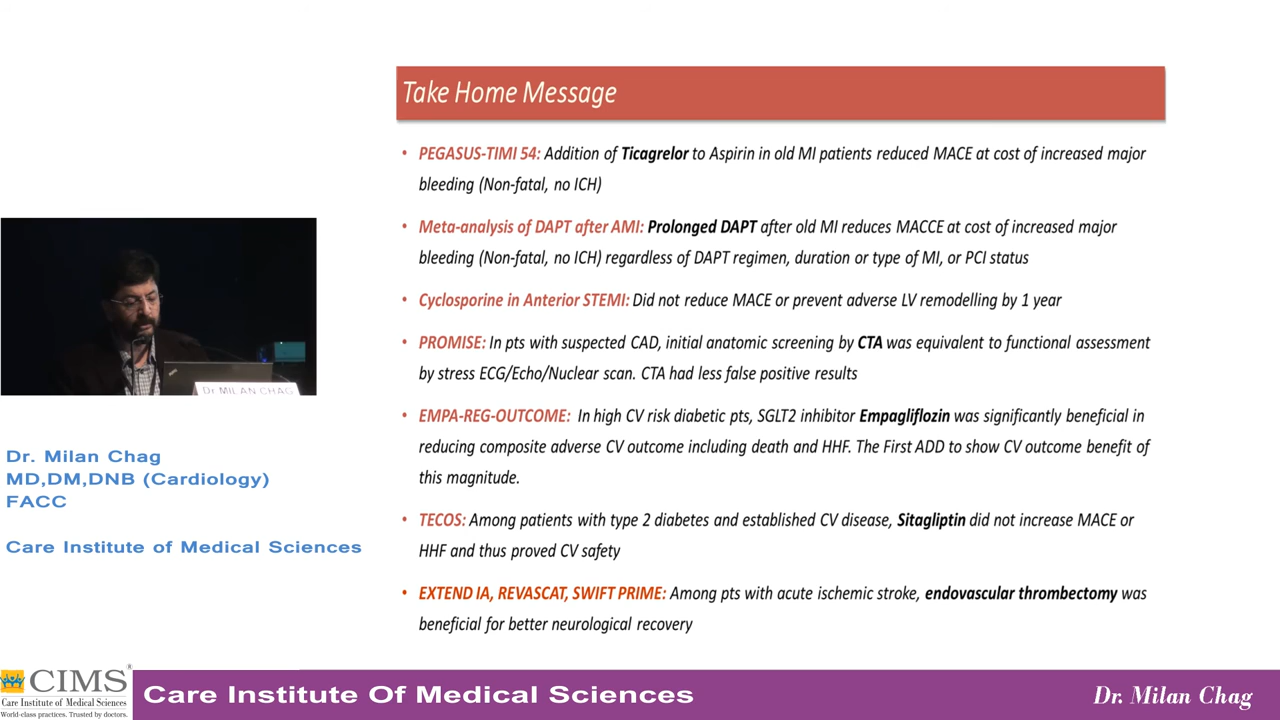 Take Home Message
• PEGASUS-TIMI 54: Addition of Ticagrelor to Aspirin in old MI patients reduced MACE at cost of increased major
bleeding (Non-fatal, no ICH)
• Meta-analysis of DAPT after AMI: Prolonged DAPT after old MI reduces MACCE at cost of increased major
bleeding (Non-fatal, no ICH) regardless of DAPT regimen, duration or type of MI, or PCI status
• Cyclosporine in Anterior STEMI: Did not reduce MACE or prevent adverse LV remodelling by 1 year
• PROMISE: In pts with suspected CAD, initial anatomic screening by CTA was equivalent to functional assessment
by stress ECG/Echo/Nuclear scan. CTA had less false positive results
• EMPA-REG-OUTCOME: In high CV risk diabetic pts, SGLT2 inhibitor Empagliflozin was significantly beneficial in
reducing composite adverse CV outcome including death and HHF. The First ADD to show CV outcome benefit of
this magnitude.
• TECOS: Among patients with type 2 diabetes and established CV disease, Sitagliptin did not increase MACE or
HHF and thus proved CV safety
• EXTEND IA, REVASCAT, SWIFT PRIME: Among pts with acute ischemic stroke, endovascular thrombectomy was
beneficial for better neurological recovery
Dr MILAN CHAG
Dr. Milan Chag
MD,DM,DNB (Cardiology)
FACC
Care Institute of Medical Sciences
CIMS®
Care Institute of Medical Sciences
World-class practices. Trusted by doctors.
Care Institute Of Medical Sciences
Dr. Milan Chag